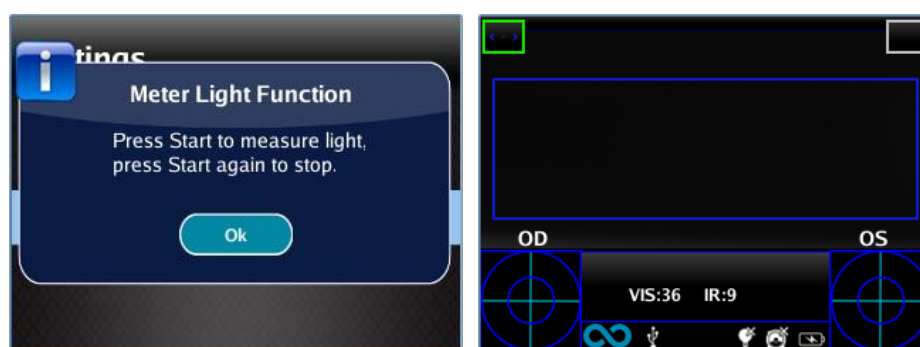 tings
Meter Light Function
Press Start to measure light,
press Start again to stop.
Ok
OD
OS
VIS:36 IR:9